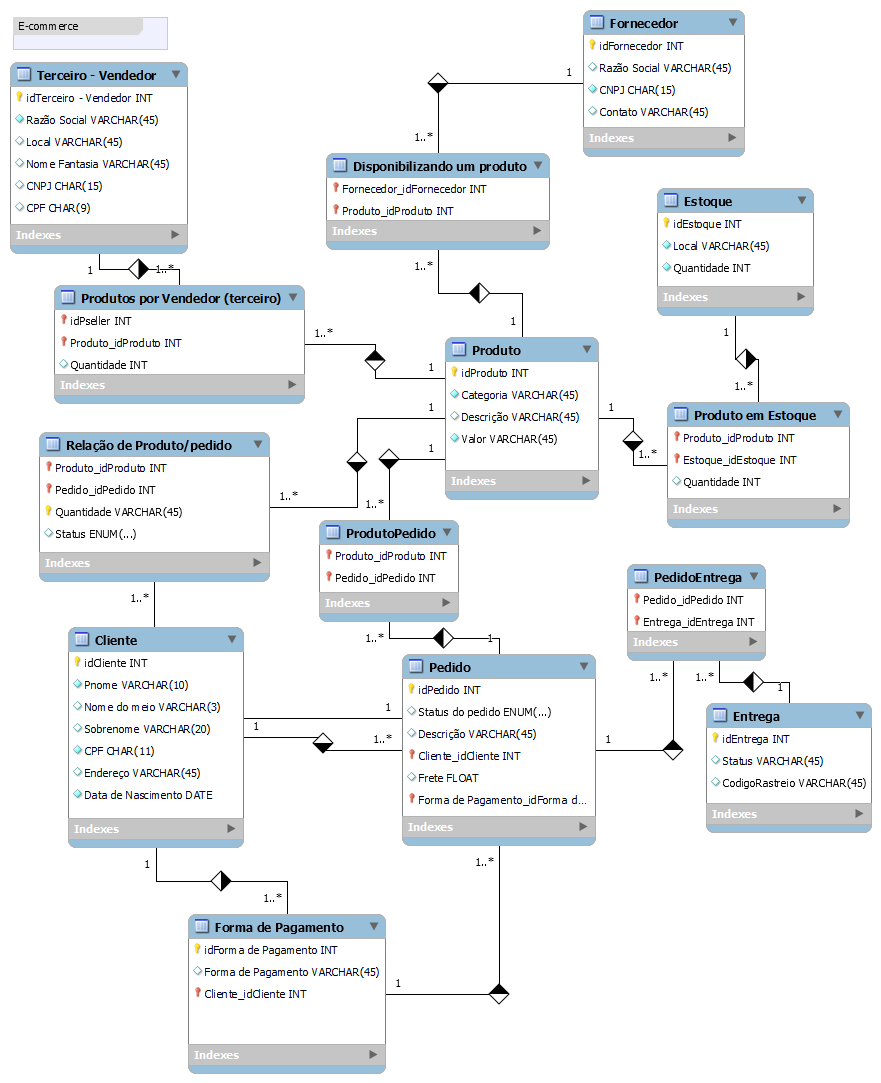 E-commerce
Terceiro - Vendedor
idTerceiro - Vendedor INT
Razão Social VARCHAR(45)
Local VARCHAR(45)
Nome Fantasia VARCHAR(45)
CNPJ CHAR(15)
CPF CHAR(9)
Indexes
Fornecedor
idFornecedor INT
Razão Social VARCHAR(45)
CNPJ CHAR(15)
Contato VARCHAR(45)
Indexes
1
1..*
Disponibilizando um produto
Fornecedor_idFornecedor INT
Produto_idProduto INT
Indexes
1..*
1
Estoque
idEstoque INT
Local VARCHAR(45)
Quantidade INT
Indexes
1
1..*
1
1..*
Produtos por Vendedor (terceiro)
idPseller INT
Produto_idProduto INT
Quantidade INT
Indexes
1..*
1
Produto
idProduto INT
Categoria VARCHAR(45)
Descrição VARCHAR(45)
Valor VARCHAR(45)
Indexes
1
1..*
Produto em Estoque
Produto_idProduto INT
Estoque_idEstoque INT
Quantidade INT
Indexes
1
1..*
1
1..*
Relação de Produto/pedido
Produto_idProduto INT
Pedido_idPedido INT
Quantidade VARCHAR(45)
Status ENUM(...)
Indexes
1..*
ProdutoPedido
Produto_idProduto INT
Pedido_idPedido INT
Indexes
1..*
1
PedidoEntrega
Pedido_idPedido INT
Entrega_idEntrega INT
Indexes
1..*
1..*
1
Cliente
idCliente INT
Pnome VARCHAR(10)
Nome do meio VARCHAR(3)
Sobrenome VARCHAR(20)
CPF CHAR(11)
Endereço VARCHAR(45)
Data de Nascimento DATE
Indexes
1
1
1..*
Pedido
idPedido INT
Status do pedido ENUM(...)
Descrição VARCHAR(45)
Cliente_idCliente INT
Frete FLOAT
Forma de Pagamento_idForma d...
Indexes
1
Entrega
idEntrega INT
Status VARCHAR(45)
CodigoRastreio VARCHAR(45)
Indexes
1
1..*
1..*
Forma de Pagamento
idForma de Pagamento INT
Forma de Pagamento VARCHAR(45)
Cliente_idCliente INT
Indexes
1